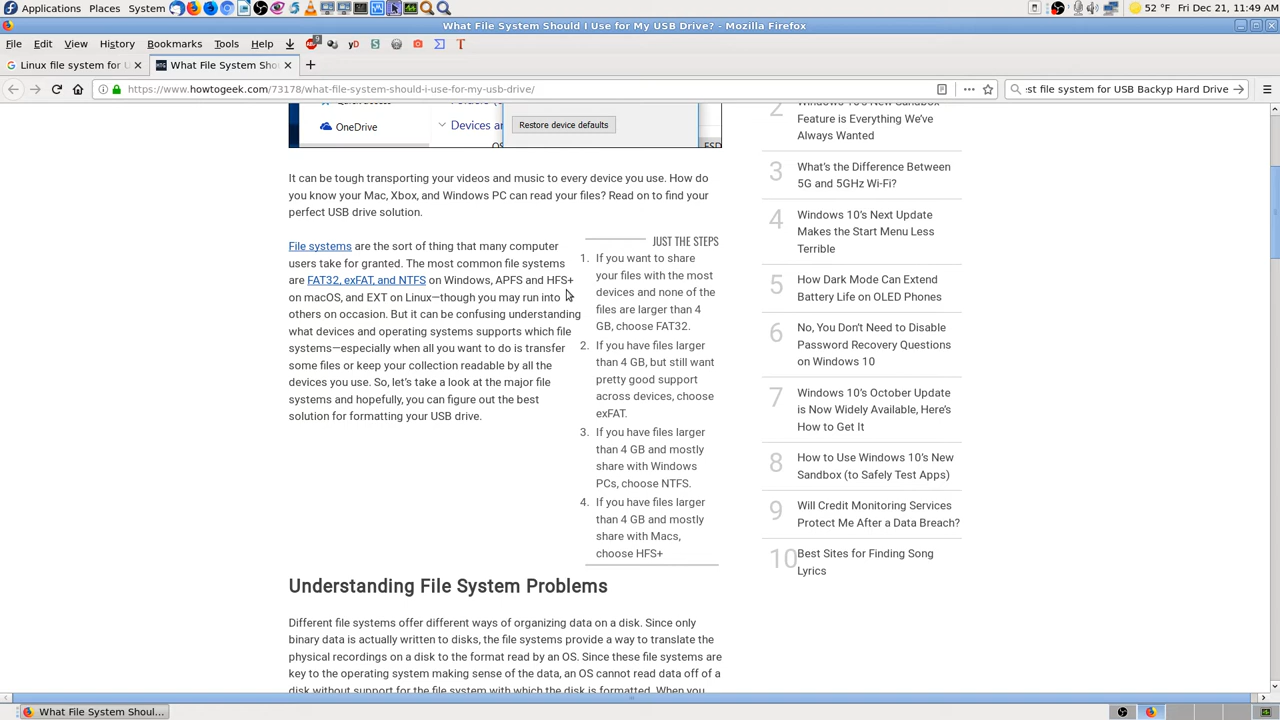 Applications Places System 52 °F Fri Dec 21, 11:49 AM
What File System Should I Use for My USB Drive? - Mozilla Firefox
File Edit View History Bookmarks Tools Help
Linux file system for U What File System Sho
https://www.howtogeek.com/73178/what-file-system-should-i-use-for-my-usb-drive/
st file system for USB Backyp Hard Drive
OneDrive
Devices ar
Restore device defaults
It can be tough transporting your videos and music to every device you use. How do
you know your Mac, Xbox, and Windows PC can read your files? Read on to find your
perfect USB drive solution.
File systems are the sort of thing that many computer
users take for granted. The most common file systems
are FAT32, exFAT, and NTFS on Windows, APFS and HFS+
on macOS, and EXT on Linux—though you may run into
others on occasion. But it can be confusing understanding
what devices and operating systems supports which file
systems—especially when all you want to do is transfer
some files or keep your collection readable by all the
devices you use. So, let's take a look at the major file
systems and hopefully, you can figure out the best
solution for formatting your USB drive.
JUST THE STEPS
1. If you want to share
your files with the most
devices and none of the
files are larger than 4
GB, choose FAT32.
2. If you have files larger
than 4 GB, but still want
pretty good support
across devices, choose
exFAT.
3. If you have files larger
than 4 GB and mostly
share with Windows
PCs, choose NTFS.
4. If you have files larger
than 4 GB and mostly
share with Macs,
choose HFS+
Understanding File System Problems
Different file systems offer different ways of organizing data on a disk. Since only
binary data is actually written to disks, the file systems provide a way to translate the
physical recordings on a disk to the format read by an OS. Since these file systems are
key to the operating system making sense of the data, an OS cannot read data off of a
disk without support for the file system with which the disk is formatted. When you
2 Windows 10's New Sandbox
Feature is Everything We've
Always Wanted
3 What's the Difference Between
5G and 5GHz Wi-Fi?
4 Windows 10's Next Update
Makes the Start Menu Less
Terrible
5 How Dark Mode Can Extend
Battery Life on OLED Phones
6 No, You Don't Need to Disable
Password Recovery Questions
on Windows 10
7 Windows 10's October Update
is Now Widely Available, Here's
How to Get It
8 How to Use Windows 10's New
Sandbox (to Safely Test Apps)
9 Will Credit Monitoring Services
Protect Me After a Data Breach?
10 Best Sites for Finding Song
Lyrics
What File System Shoul...